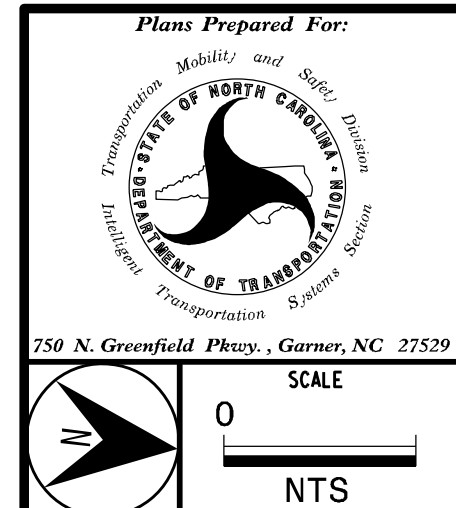 Plans Prepared For:
Transportation Mobility and Safety Division
STATE OF NORTH CAROLINA
DEPARTMENT OF TRANSPORTATION
Intelligent Transportation Systems Section
750 N. Greenfield Pkwy., Garner, NC 27529
N
SCALE
0
NTS